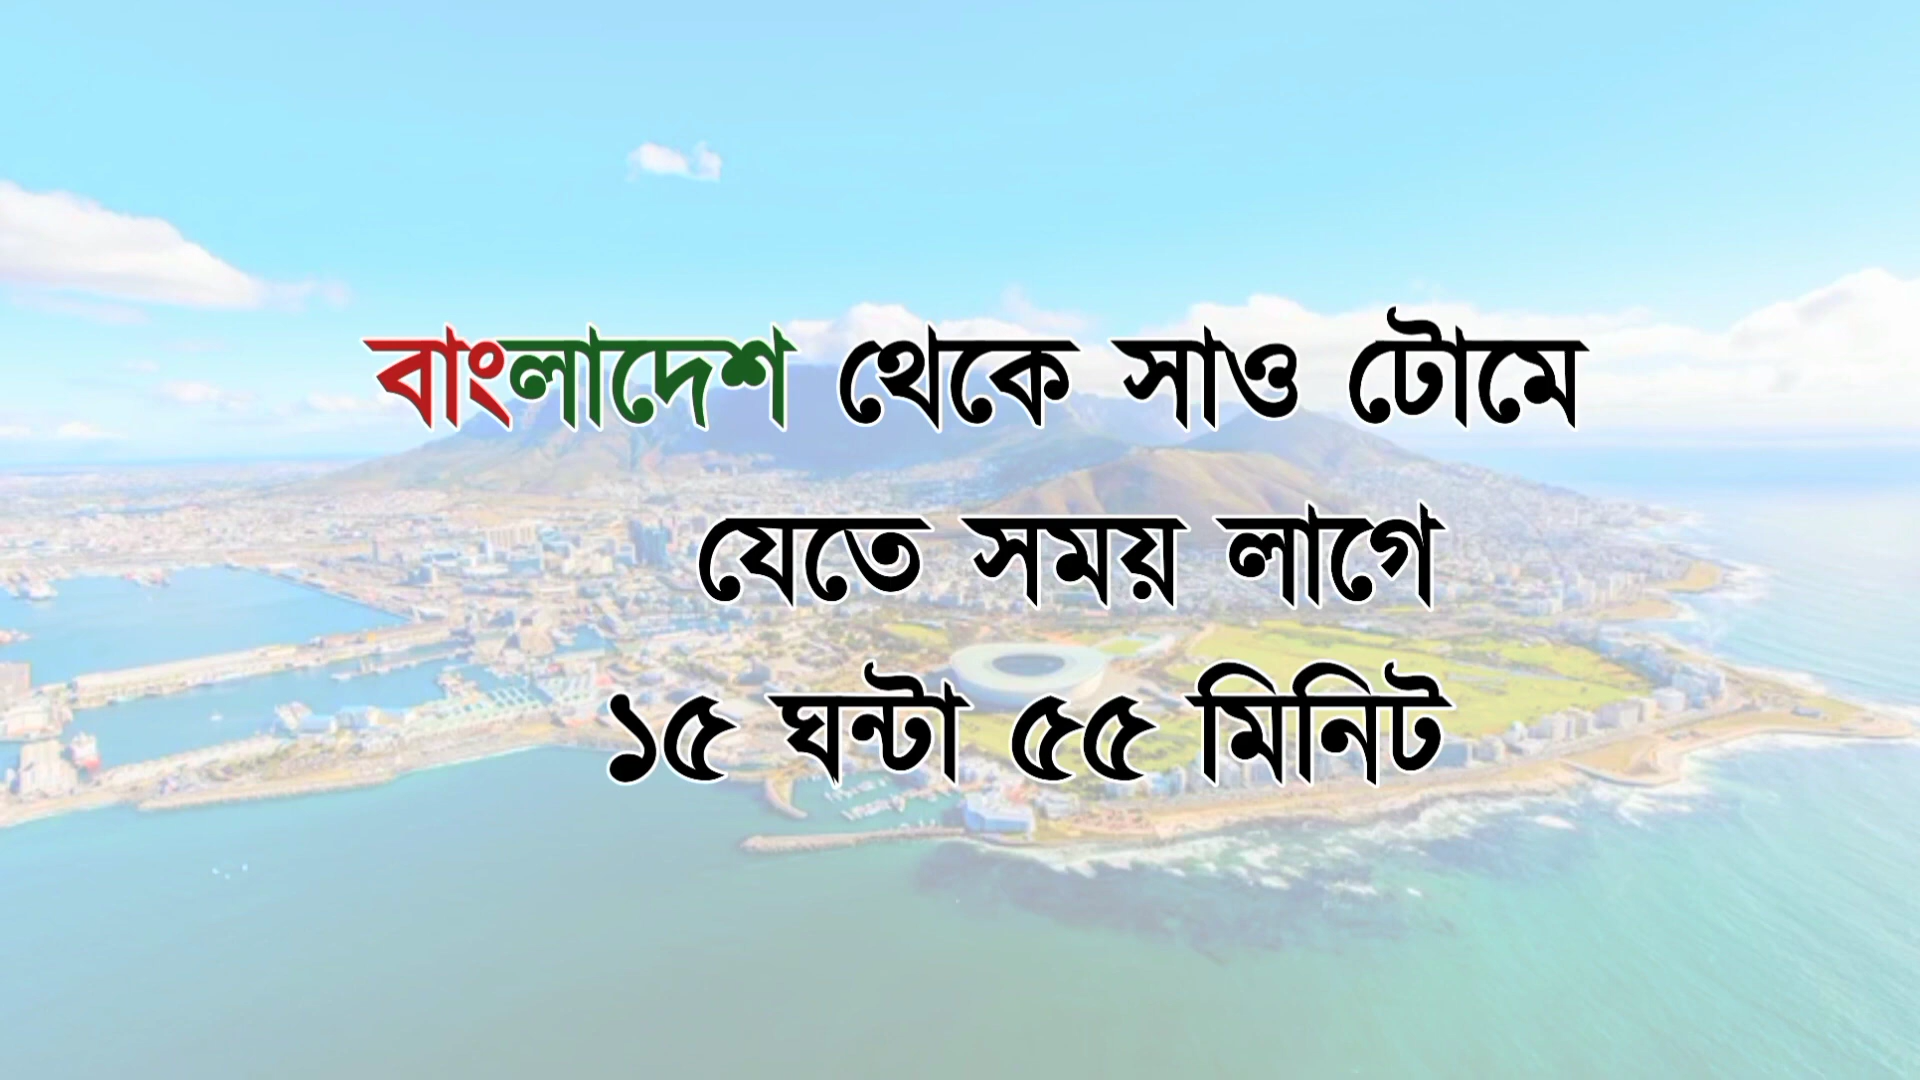 বাংলাদেশ থেকে সাও টোমে
যেতে সময় লাগে
১৫ ঘন্টা ৫৫ মিনিট